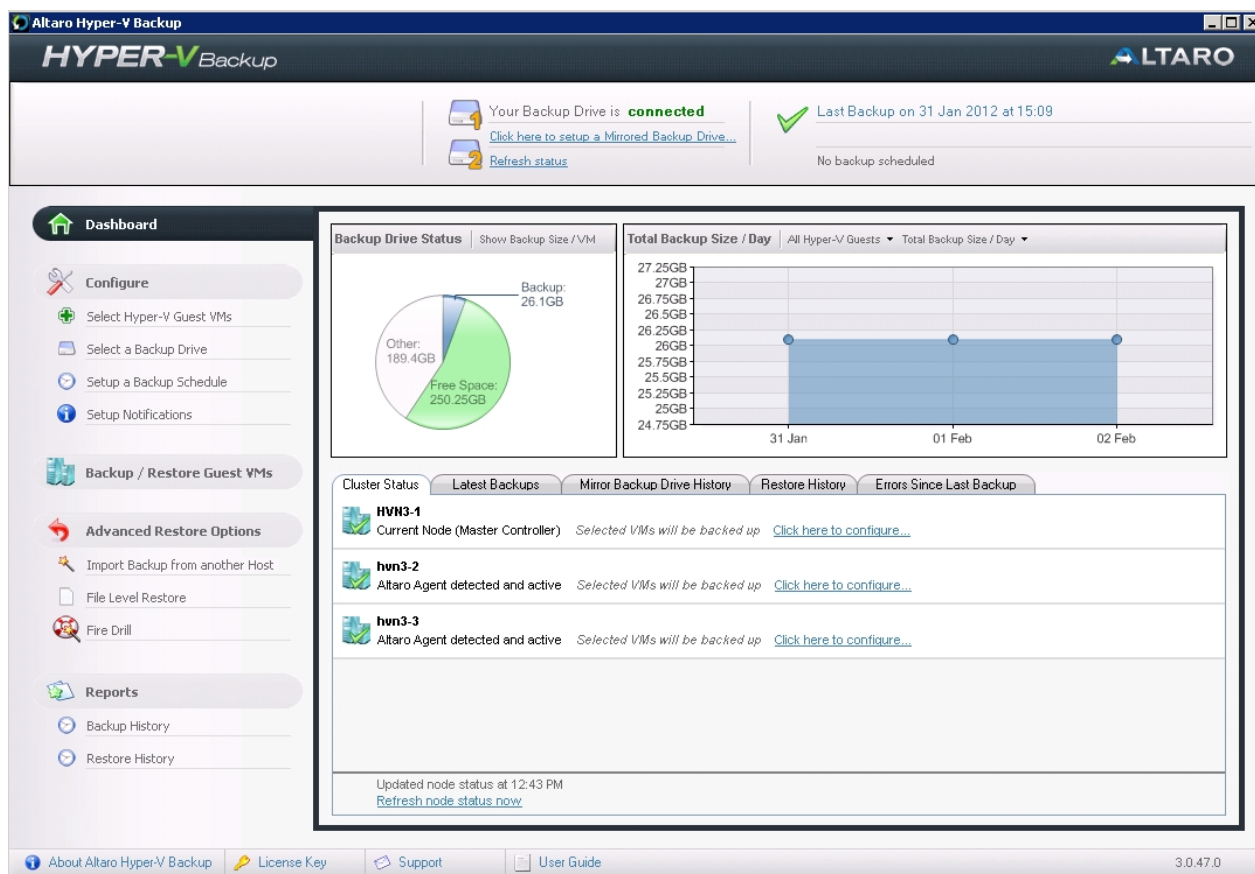 Altaro Hyper-V Backup
HYPER-V Backup
ALTARO
1
Your Backup Drive is connected
Click here to setup a Mirrored Backup Drive...
2
Refresh status
Last Backup on 31 Jan 2012 at 15:09
No backup scheduled
Dashboard
Configure
Select Hyper-V Guest VMs
Select a Backup Drive
Setup a Backup Schedule
Setup Notifications
Backup / Restore Guest VMs
Advanced Restore Options
Import Backup from another Host
File Level Restore
Fire Drill
Reports
Backup History
Restore History
Backup Drive Status Show Backup Size / VM
Backup:
26.1GB
Other:
189.4GB
Free Space:
250.25GB
Total Backup Size / Day All Hyper-V Guests Total Backup Size / Day
27.25GB
27GB
26.75GB
26.5GB
26.25GB
26GB
25.75GB
25.5GB
25.25GB
25GB
24.75GB
31 Jan 01 Feb 02 Feb
Cluster Status Latest Backups Mirror Backup Drive History Restore History Errors Since Last Backup
HVN3-1
Current Node (Master Controller) Selected VMs will be backed up Click here to configure...
hvn3-2
Altaro Agent detected and active Selected VMs will be backed up Click here to configure...
hvn3-3
Altaro Agent detected and active Selected VMs will be backed up Click here to configure...
Updated node status at 12:43 PM
Refresh node status now
About Altaro Hyper-V Backup License Key Support User Guide 3.0.47.0